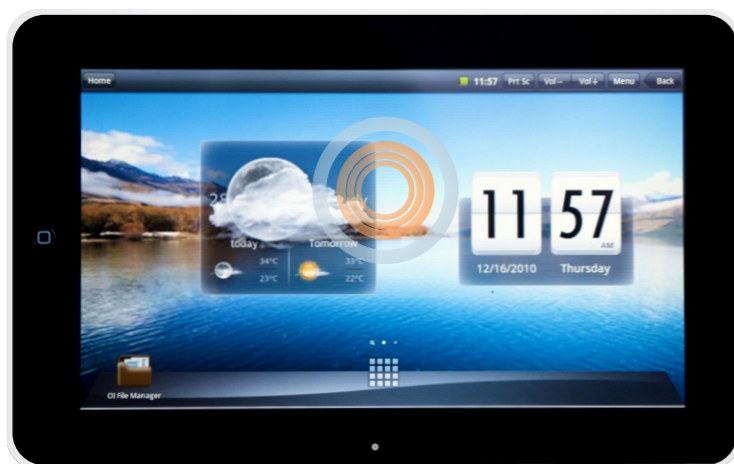 Home
11:57 Prt Sc Vol- Vol+ Menu Back
11 57
AM
today Tomorrow
34°C 33°C
23°C 22°C
12/16/2010 Thursday
OI File Manager